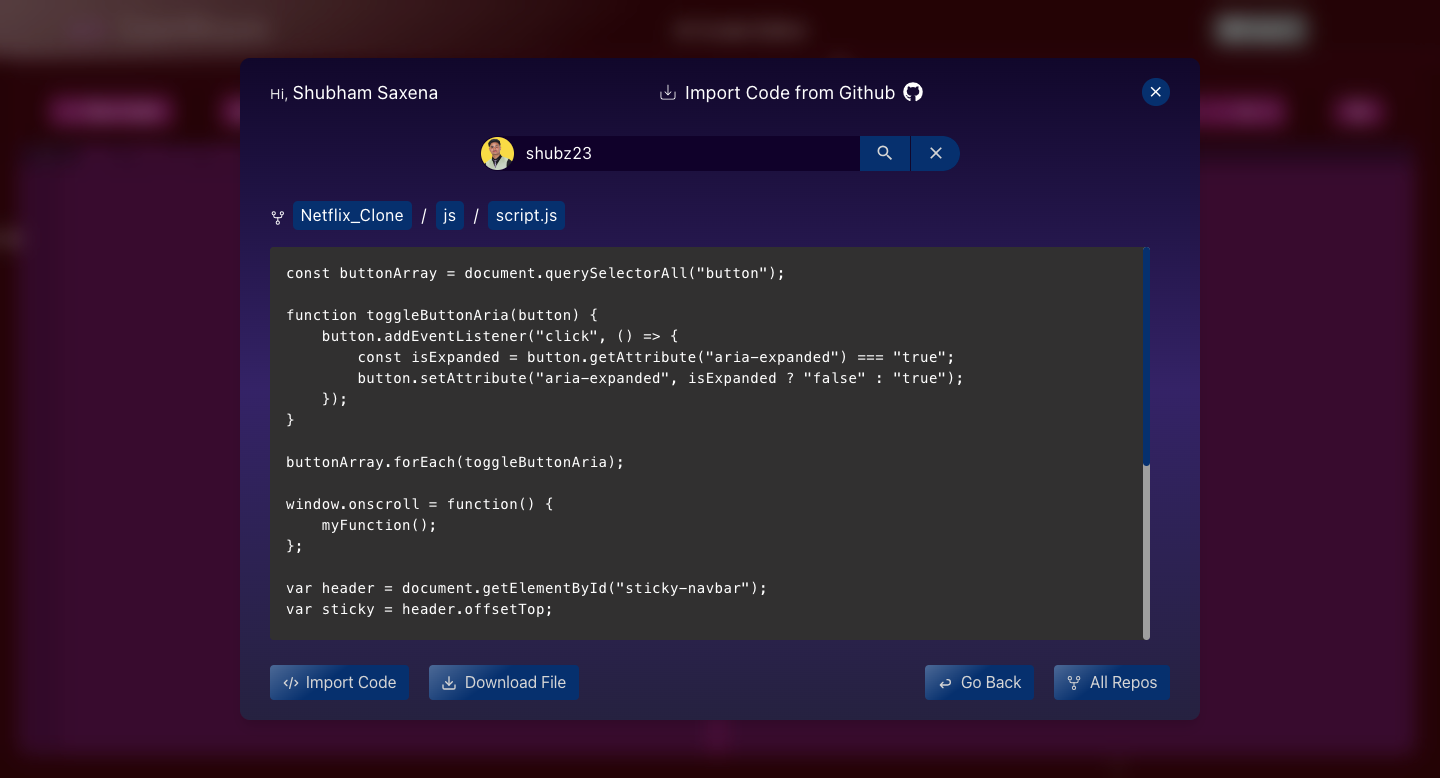 Hi, Shubham Saxena
Import Code from Github
shubz23
Netflix_Clone / js / script.js
const buttonArray = document.querySelectorAll("button");
function toggleButtonAria(button) {
    button.addEventListener("click", () => {
        const isExpanded = button.getAttribute("aria-expanded") === "true";
        button.setAttribute("aria-expanded", isExpanded ? "false" : "true");
    });
}
buttonArray.forEach(toggleButtonAria);
window.onscroll = function() {
    myFunction();
};
var header = document.getElementById("sticky-navbar");
var sticky = header.offsetTop;
Import Code
Download File
Go Back
All Repos